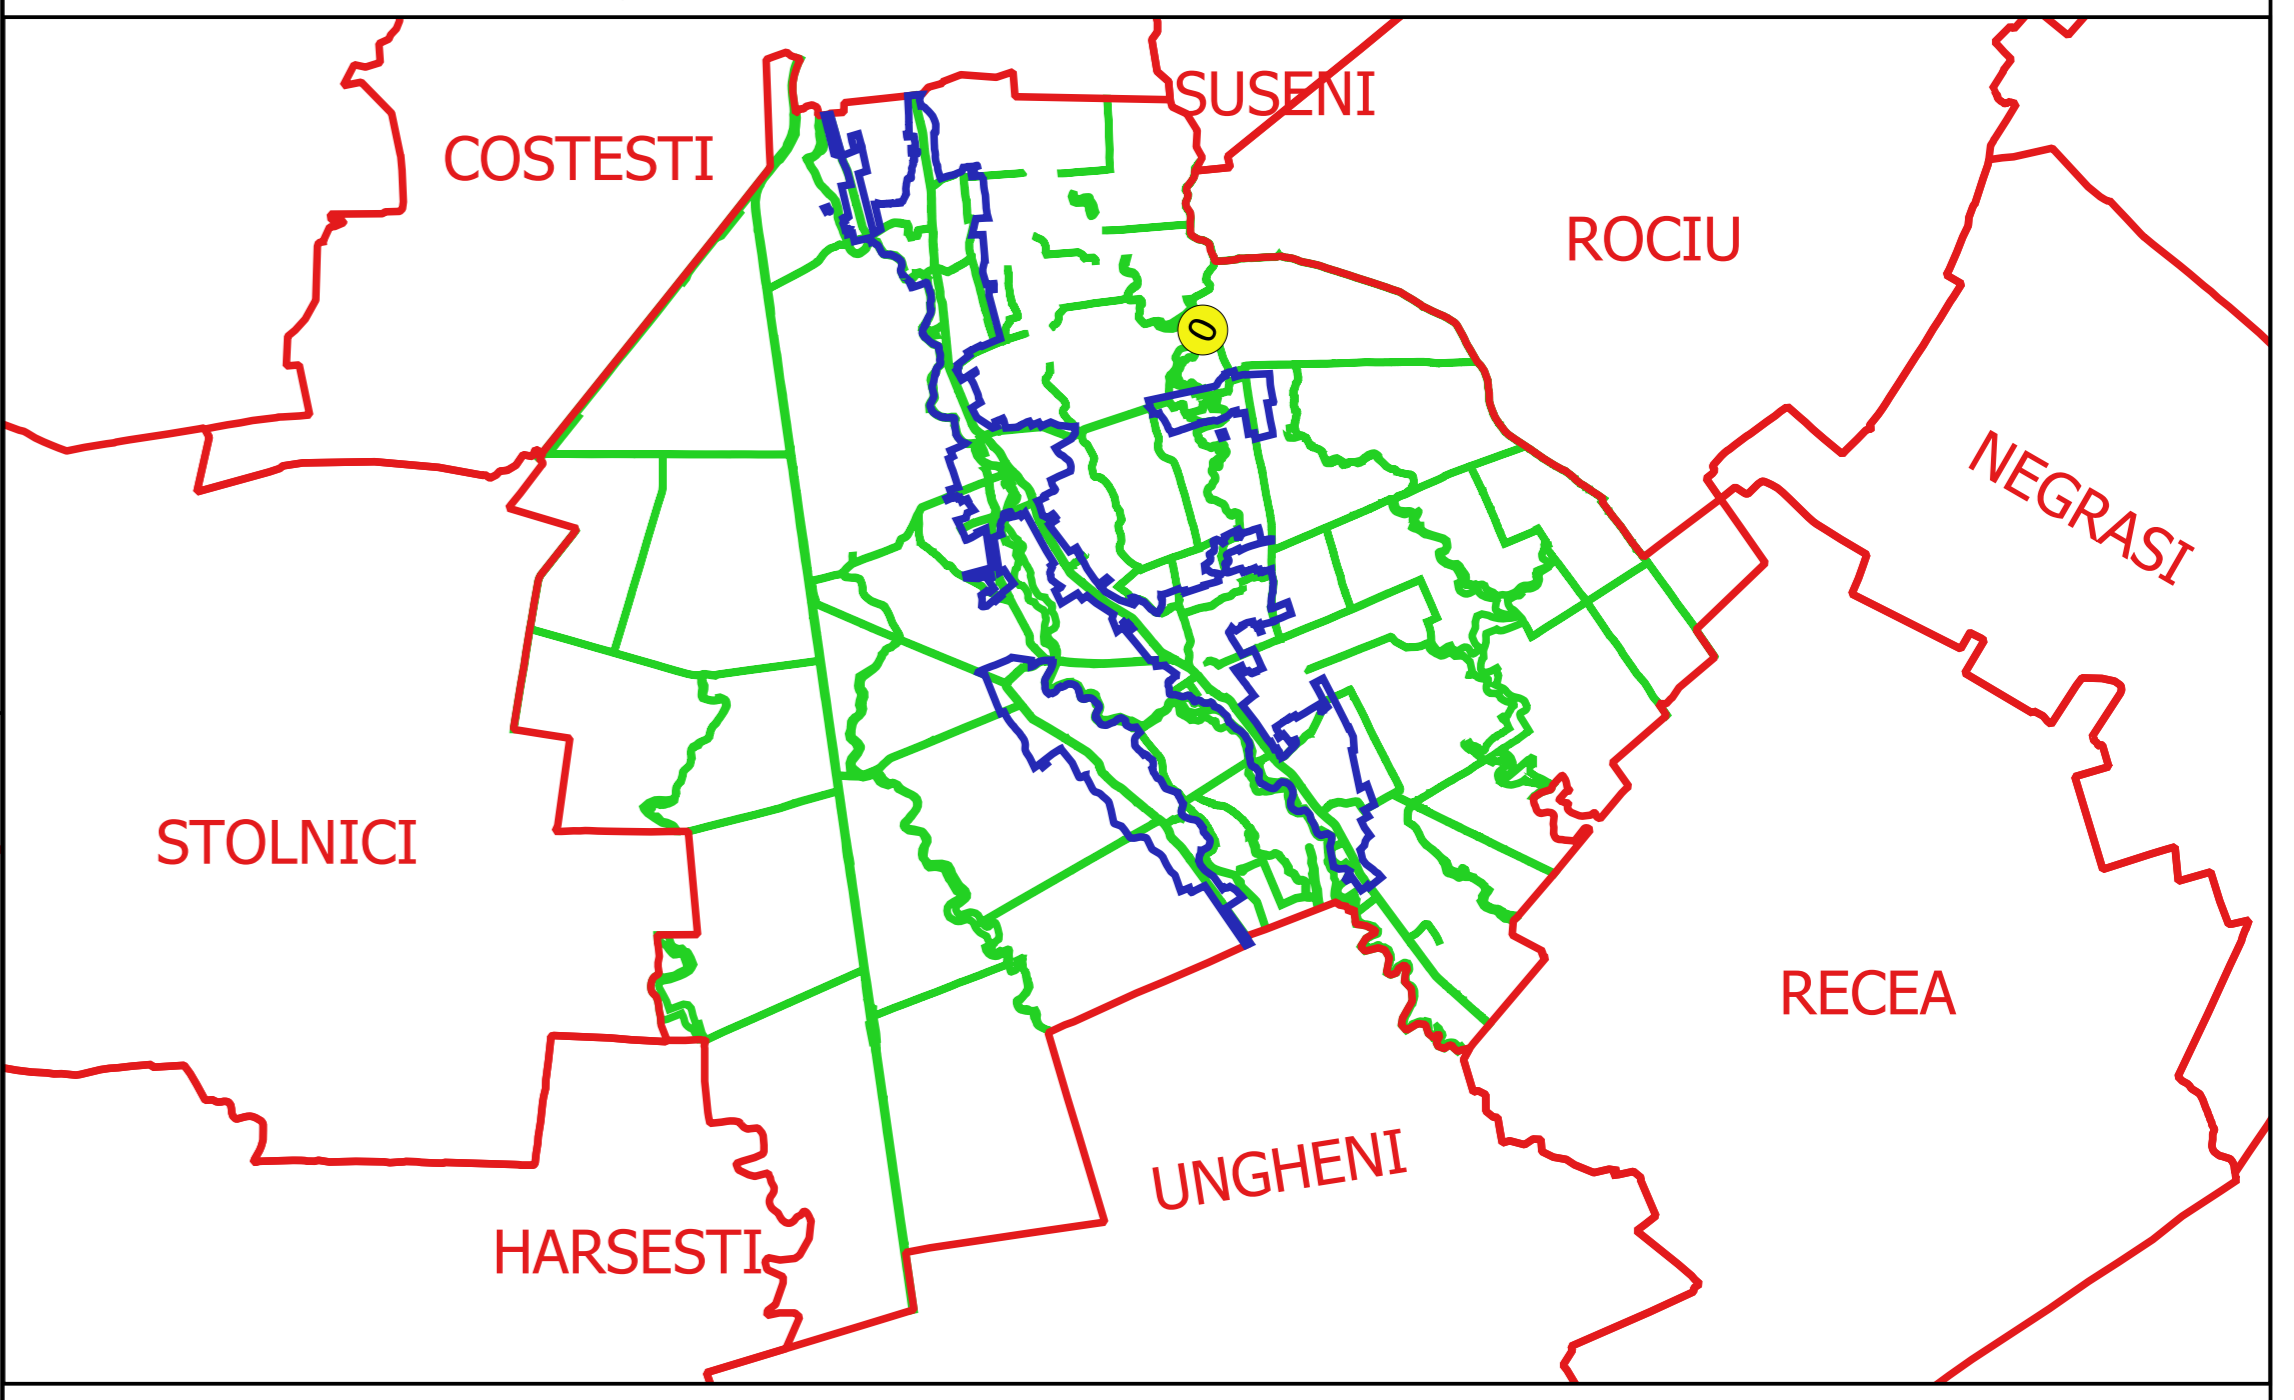 SUSENI
COSTESTI
ROCIU
0
NEGRASI
STOLNICI
RECEA
UNGHENI
HARSESTI